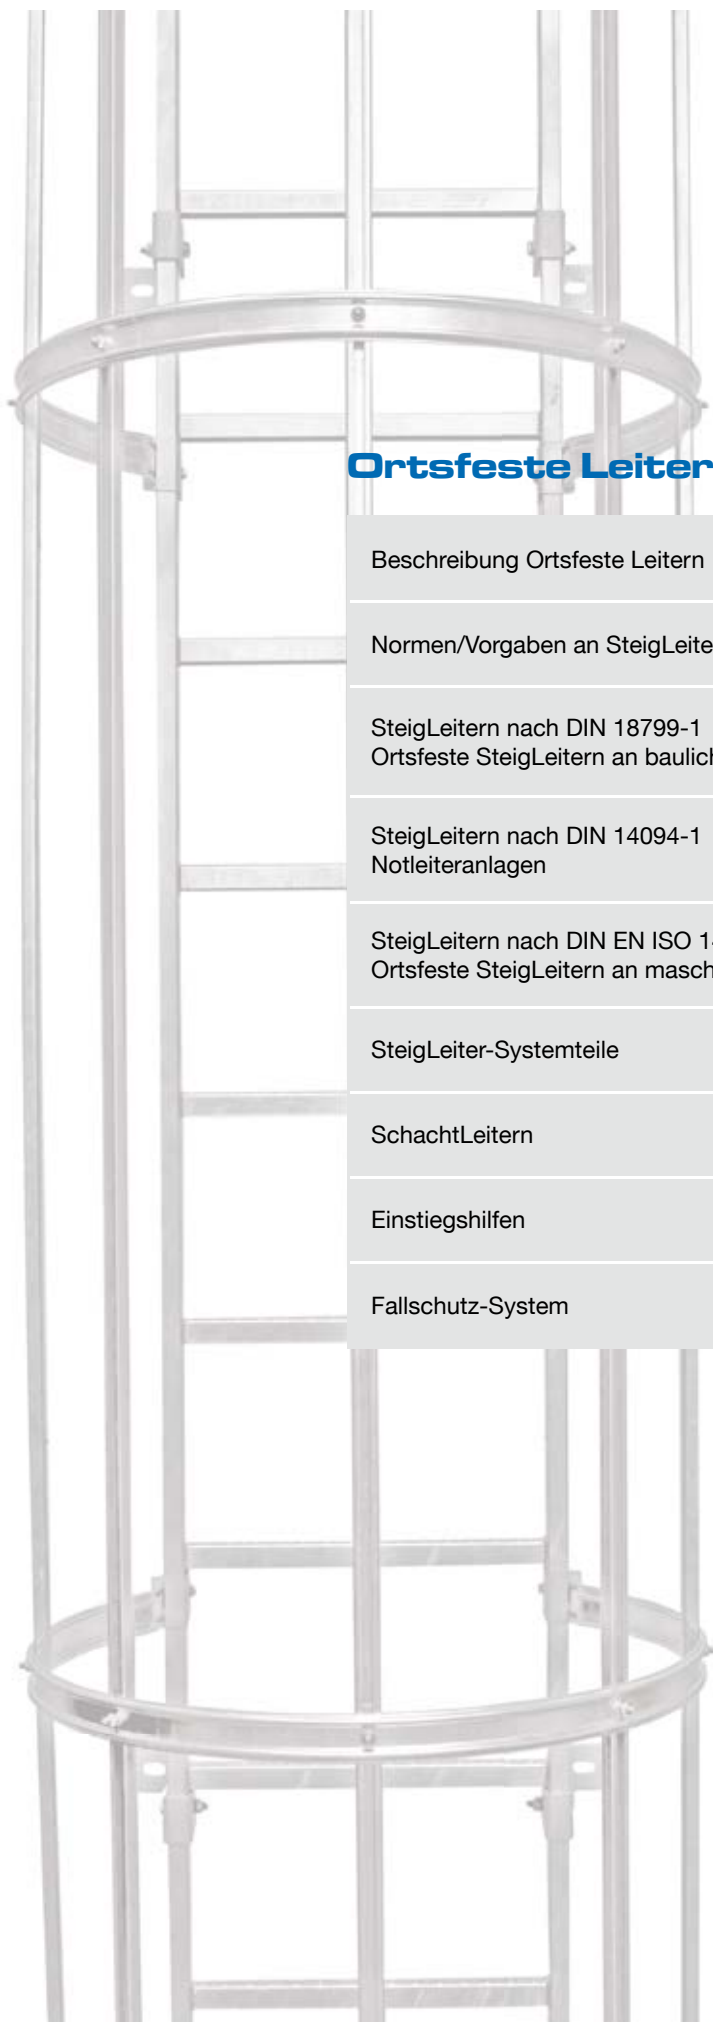 Ortsfeste Leiter
Beschreibung Ortsfeste Leitern
Normen/Vorgaben an SteigLeite
SteigLeitern nach DIN 18799-1
Ortsfeste SteigLeitern an baulich
SteigLeitern nach DIN 14094-1
Notleiteranlagen
SteigLeitern nach DIN EN ISO 14
Ortsfeste SteigLeitern an masch
SteigLeiter-Systemteile
SchachtLeitern
Einstiegshilfen
Fallschutz-System